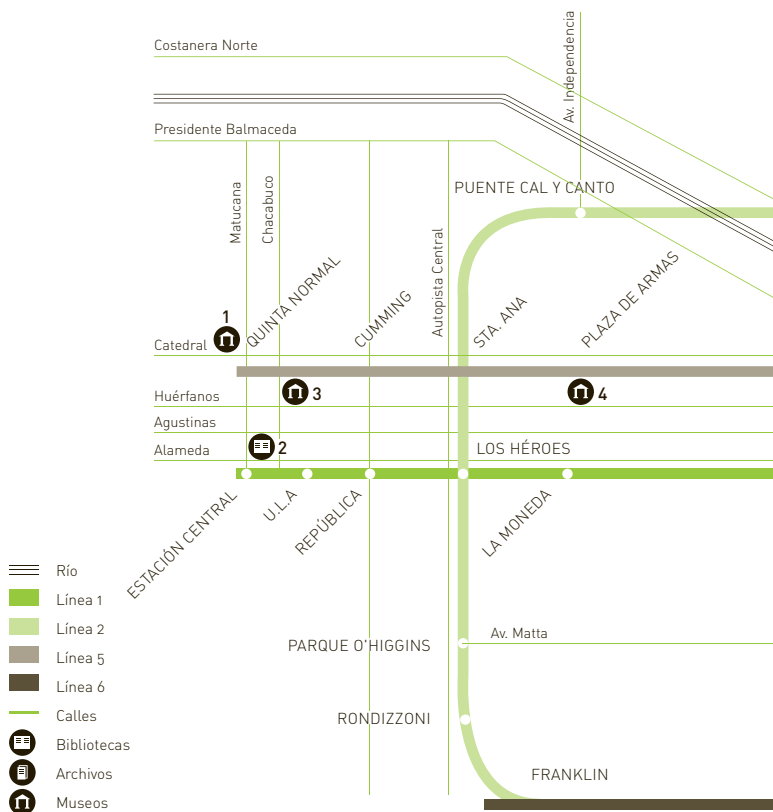 Costanera Norte
Av. Independencia
Presidente Balmaceda
Matucana
Chacabuco
PUENTE CAL Y CANTO
Autopista Central
QUINTA NORMAL
CUMMING
STA. ANA
PLAZA DE ARMAS
1
Catedral
3
4
Huérfanos
Agustinas
2
Alameda
LOS HÉROES
ESTACIÓN CENTRAL
U.L.A
REPÚBLICA
LA MONEDA
Río
Línea 1
Línea 2
Línea 5
Línea 6
Calles
Bibliotecas
Archivos
Museos
PARQUE O'HIGGINS
Av. Matta
RONDIZZONI
FRANKLIN